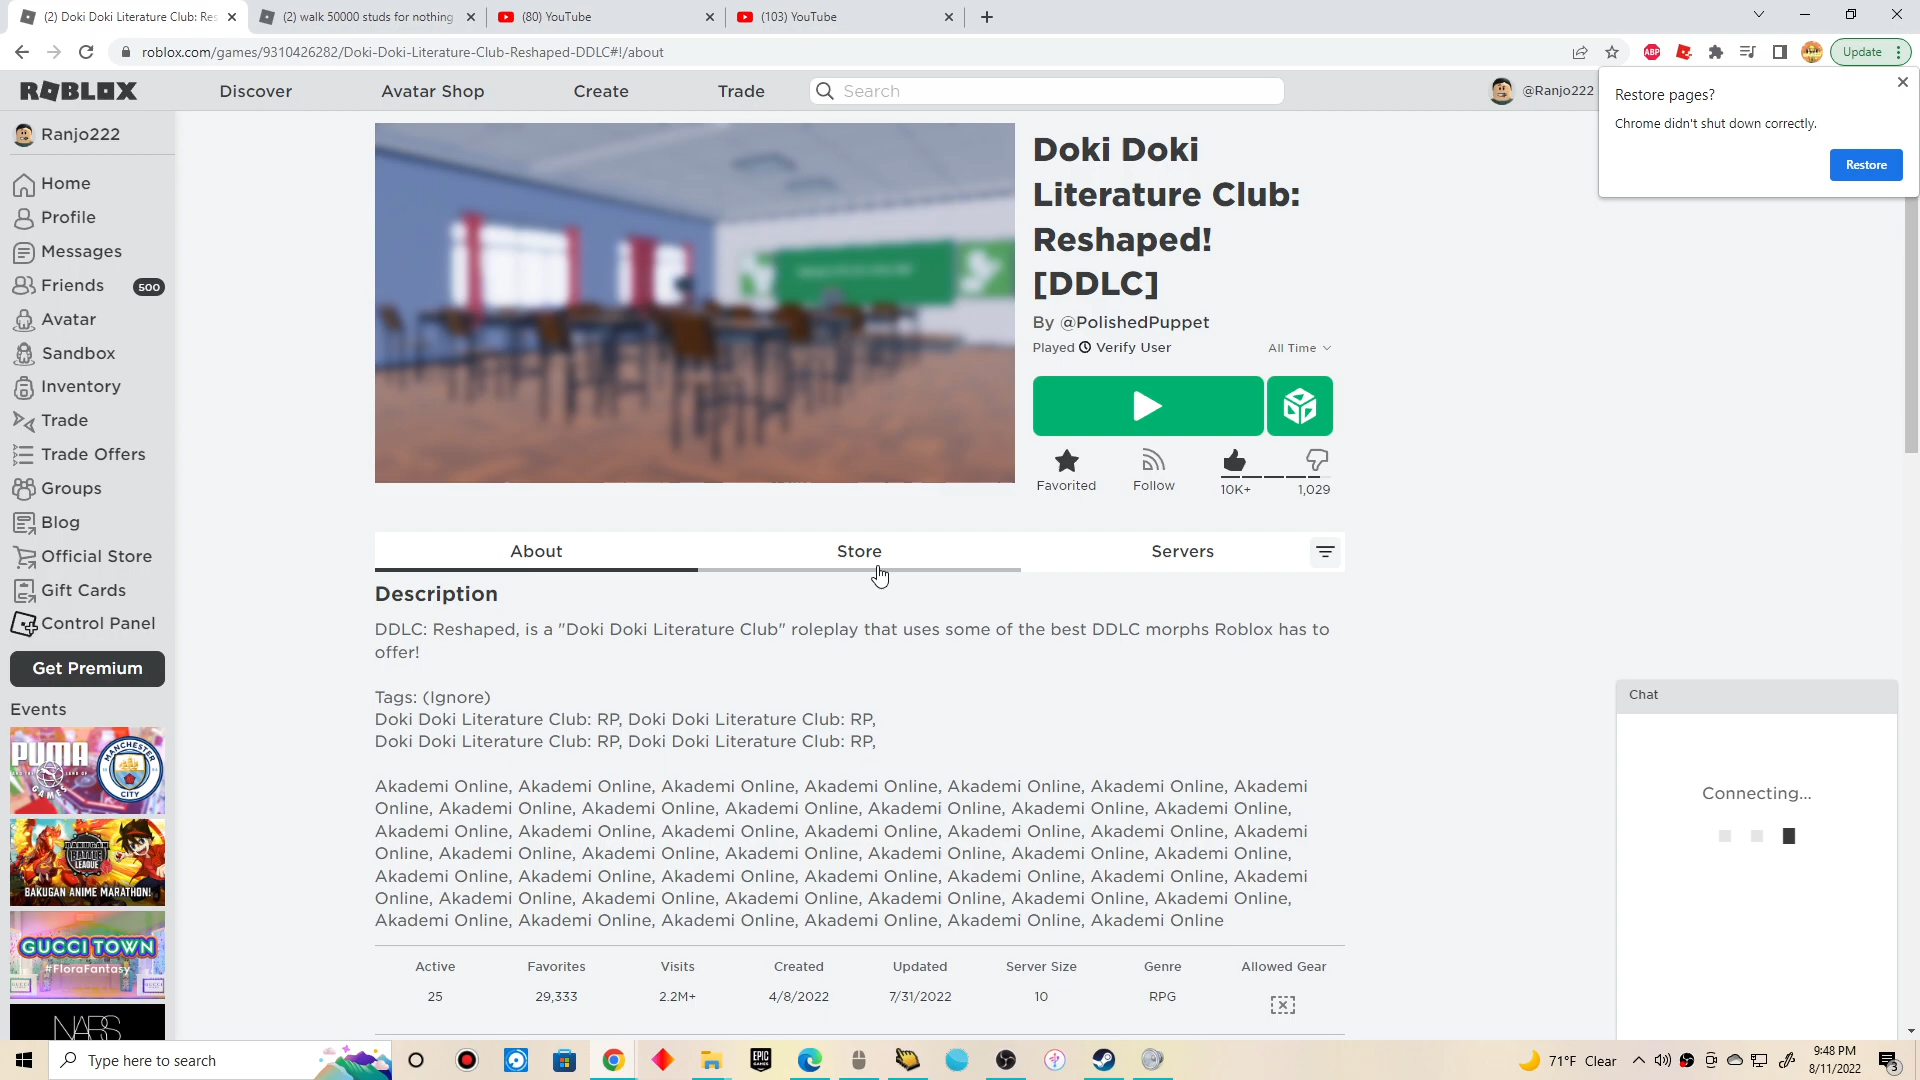 (2) Doki Doki Literature Club: Res
(2) walk 50000 studs for nothing
(80) YouTube
(103) YouTube
roblox.com/games/9310426282/Doki-Doki-Literature-Club-Reshaped-DDLC#!/about
ABP
Update
ROBLOX
Discover
Avatar Shop
Create
Trade
Search
@Ranjo222
Restore pages?
Chrome didn't shut down correctly.
Restore
Ranjo222
Home
Profile
Messages
Friends 500
Avatar
Sandbox
Inventory
Trade
Trade Offers
Groups
Blog
Official Store
Gift Cards
Control Panel
Get Premium
Events
PUMA
GAMES
MANCHESTER
CITY
BAKUGAN
BATTLE
LEAGUE
BAKUGAN ANIME MARATHON!
GUCCI TOWN
#FloraFantasy
NARS
Doki Doki
Literature Club:
Reshaped!
[DDLC]
By @PolishedPuppet
Played Verify User
All Time
Favorited
Follow
10K+
1,029
About
Store
Servers
Description
DDLC: Reshaped, is a "Doki Doki Literature Club" roleplay that uses some of the best DDLC morphs Roblox has to
offer!
Tags: (Ignore)
Doki Doki Literature Club: RP, Doki Doki Literature Club: RP,
Doki Doki Literature Club: RP, Doki Doki Literature Club: RP,
Akademi Online, Akademi Online, Akademi Online, Akademi Online, Akademi Online, Akademi Online, Akademi
Online, Akademi Online, Akademi Online, Akademi Online, Akademi Online, Akademi Online, Akademi Online,
Akademi Online, Akademi Online, Akademi Online, Akademi Online, Akademi Online, Akademi Online, Akademi
Online, Akademi Online, Akademi Online, Akademi Online, Akademi Online, Akademi Online, Akademi Online,
Akademi Online, Akademi Online, Akademi Online, Akademi Online, Akademi Online, Akademi Online, Akademi
Online, Akademi Online, Akademi Online, Akademi Online, Akademi Online, Akademi Online, Akademi Online,
Akademi Online, Akademi Online, Akademi Online, Akademi Online, Akademi Online, Akademi Online
Active Favorites Visits Created Updated Server Size Genre Allowed Gear
25 29,333 2.2M+ 4/8/2022 7/31/2022 10 RPG
Chat
Connecting...
Type here to search
EPIC
GAMES
71°F Clear
9:48 PM
8/11/2022
3